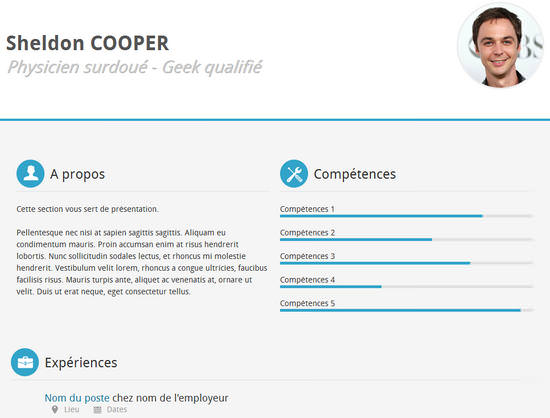 Sheldon COOPER
Physicien surdoué - Geek qualifié
A propos
Cette section vous sert de présentation.
Pellentesque nec nisi at sapien sagittis sagittis. Aliquam eu
condimentum mauris. Proin accumsan enim at risus hendrerit
lobortis. Nunc sollicitudin sodales lectus, et rhoncus mi molestie
hendrerit. Vestibulum velit lorem, rhoncus a congue ultricies, faucibus
facilisis risus. Mauris turpis ante, aliquet ac venenatis at, ornare ut
velit. Duis ut erat neque, eget consectetur tellus.
Compétences
Compétences 1
Compétences 2
Compétences 3
Compétences 4
Compétences 5
Expériences
Nom du poste chez nom de l'employeur
Lieu Dates